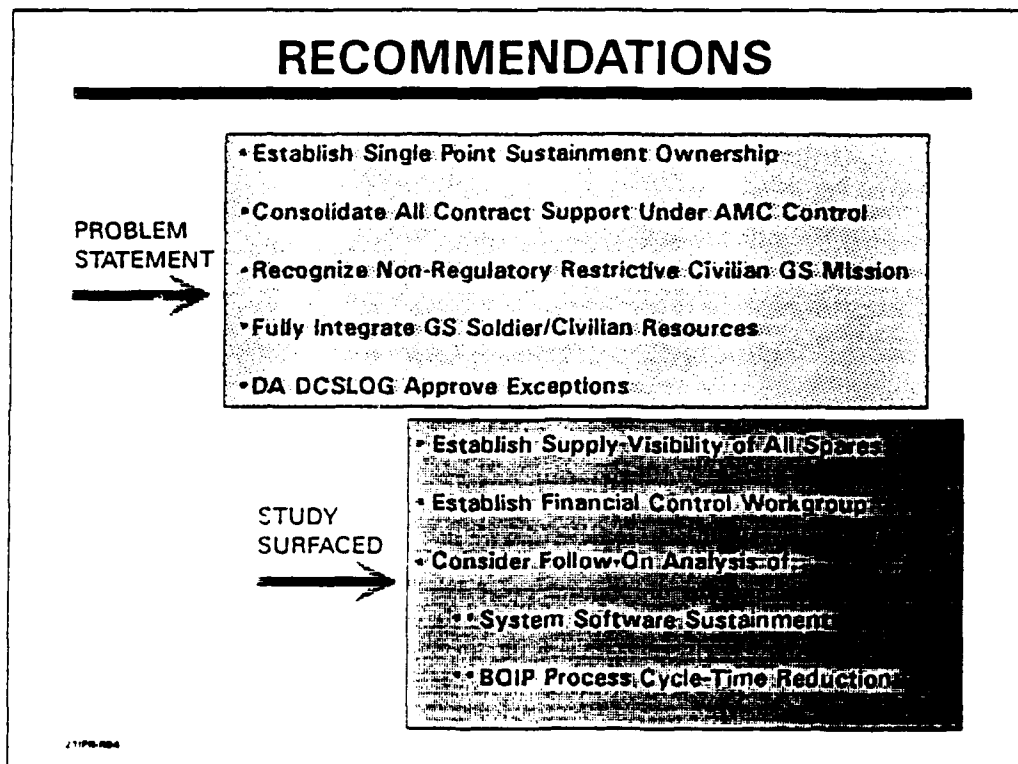 RECOMMENDATIONS
PROBLEM
STATEMENT
•Establish Single Point Sustainment Ownership
•Consolidate All Contract Support Under AMC Control
•Recognize Non-Regulatory Restrictive Civilian GS Mission
•Fully Integrate GS Soldier/Civilian Resources
•DA DCSLOG Approve Exceptions
STUDY
SURFACED
• Establish Supply-Visibility of All Spares
• Establish Financial Control Workgroup
• Consider Follow-On Analysis of
••System Software Sustainment
••BOIP Process Cycle-Time Reduction